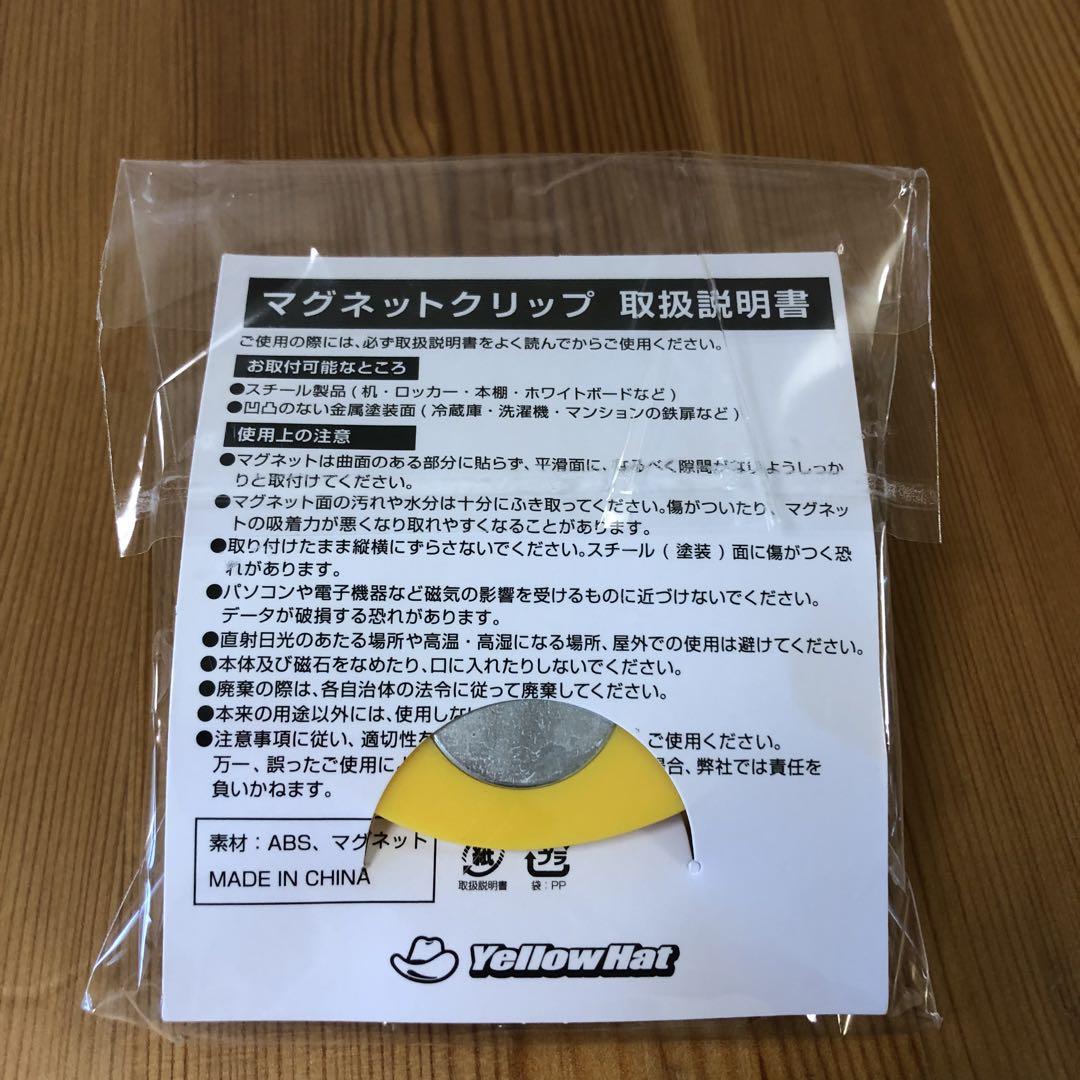 マグネットクリップ 取扱説明書
ご使用の際には、必ず取扱説明書をよく読んでからご使用ください。
お取付可能なところ
●スチール製品(机・ロッカー・本棚・ホワイトボードなど)
●凹凸のない金属塗装面(冷蔵庫・洗濯機・マンションの鉄扉など)
使用上の注意
●マグネットは曲面のある部分に貼らず、平滑面に、なるべく隙間がないようしっか
りと取付けてください。
●マグネット面の汚れや水分は十分にふき取ってください。傷がついたり、マグネッ
トの吸着力が悪くなり取れやすくなることがあります。
●取り付けたまま縦横にずらさないでください。スチール(塗装)面に傷がつく恐
れがあります。
●パソコンや電子機器など磁気の影響を受けるものに近づけないでください。
データが破損する恐れがあります。
●直射日光のあたる場所や高温・高湿になる場所、屋外での使用は避けてください。
●本体及び磁石をなめたり、口に入れたりしないでください。
●廃棄の際は、各自治体の法令に従って廃棄してください。
●本来の用途以外には、使用しな
●注意事項に従い、適切性を ご使用ください。
万一、誤ったご使用に 場合、弊社では責任を
負いかねます。
素材:ABS、マグネット
MADE IN CHINA
紙
取扱説明書
プラ
袋:PP
YellowHat